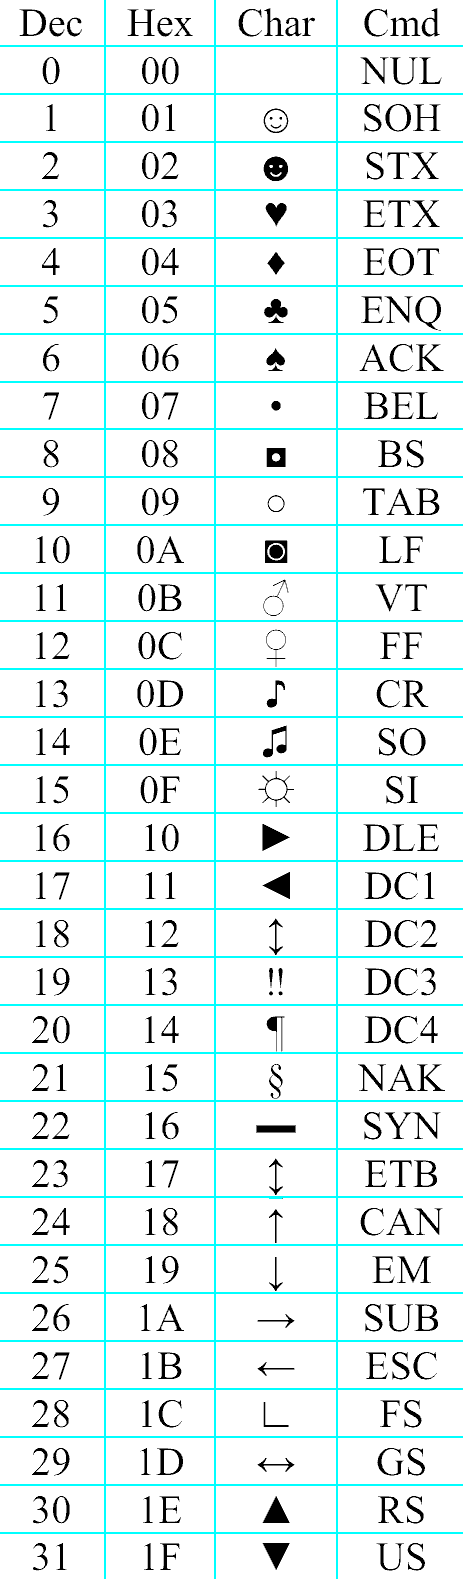 Dec Hex Char Cmd
0 00 NUL
1 01 ☺ SOH
2 02 ☻ STX
3 03 ♥ ETX
4 04 ♦ EOT
5 05 ♣ ENQ
6 06 ♠ ACK
7 07 • BEL
8 08 ◘ BS
9 09 ○ TAB
10 0A ◙ LF
11 0B ♂ VT
12 0C ♀ FF
13 0D ♪ CR
14 0E ♫ SO
15 0F ☼ SI
16 10 ► DLE
17 11 ◄ DC1
18 12 ↕ DC2
19 13 ‼ DC3
20 14 ¶ DC4
21 15 § NAK
22 16 ▬ SYN
23 17 ↨ ETB
24 18 ↑ CAN
25 19 ↓ EM
26 1A → SUB
27 1B ← ESC
28 1C ∟ FS
29 1D ↔ GS
30 1E ▲ RS
31 1F ▼ US